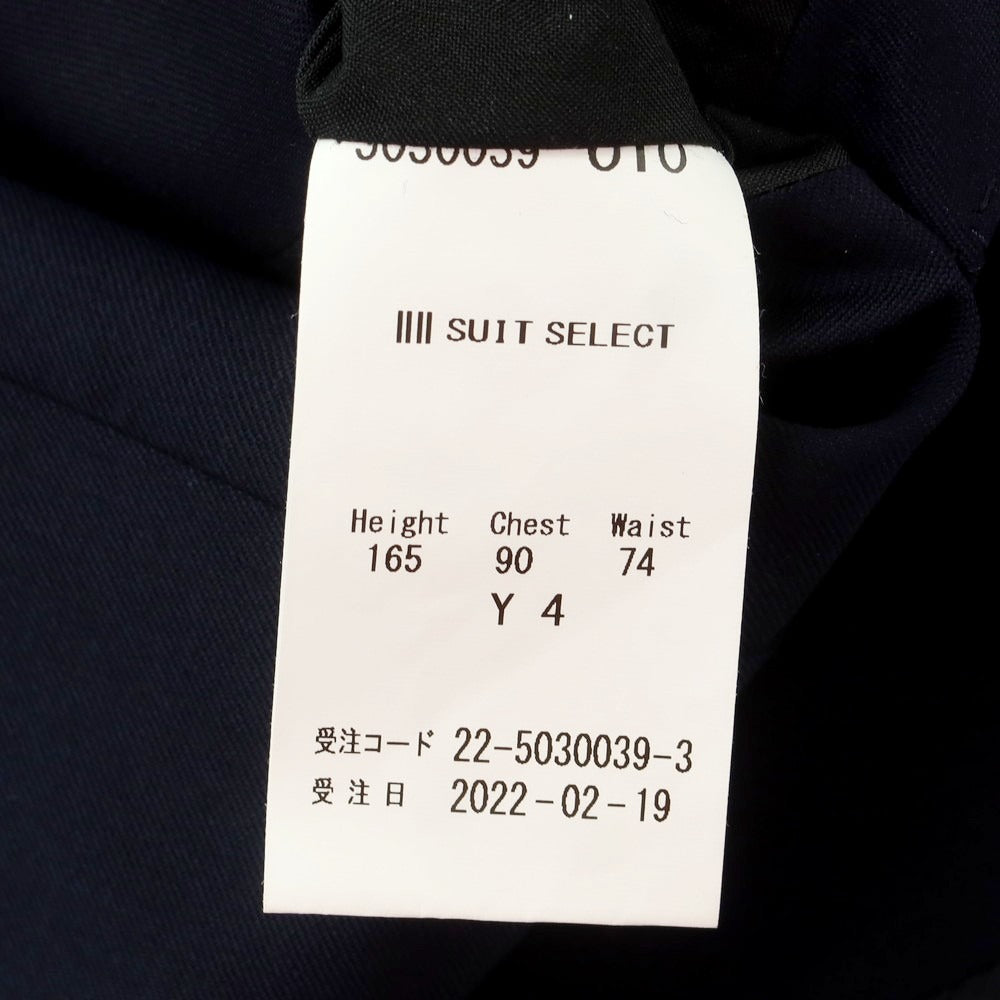 SUIT SELECT
Height Chest Waist
165 90 74
Y 4
受注コード 22-5030039-3
受注日 2022-02-19